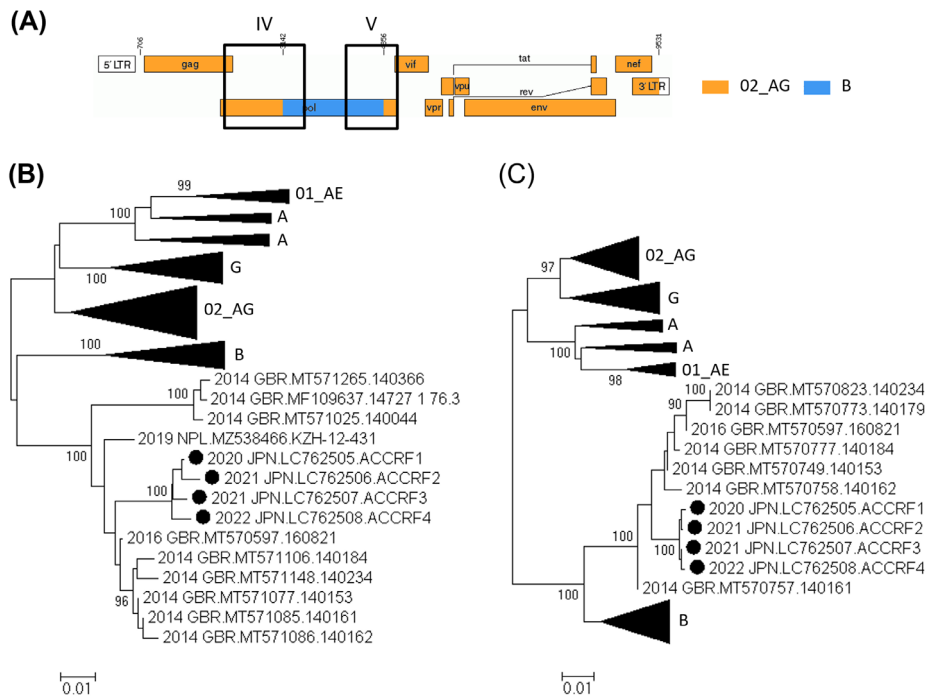 (A)
IV
V
706
3142
9531
5' LTR
gag
pol
vif
vpr
vpu
tat
rev
env
nef
3' LTR
02_AG
B
(B)
99
01_AE
100
A
A
G
100
02_AG
100
B
100
2014 GBR.MT571265.140366
2014 GBR.MF109637.14727 1 76.3
2014 GBR.MT571025.140044
2019 NPL.MZ538466.KZH-12-431
100
2020 JPN.LC762505.ACCRF1
2021 JPN.LC762506.ACCRF2
100
2021 JPN.LC762507.ACCRF3
2022 JPN.LC762508.ACCRF4
2016 GBR.MT570597.160821
2014 GBR.MT571106.140184
2014 GBR.MT571148.140234
96
2014 GBR.MT571077.140153
2014 GBR.MT571085.140161
2014 GBR.MT571086.140162
0.01
(C)
02_AG
97
G
A
100
A
01_AE
98
100
2014 GBR.MT570823.140234
90
2014 GBR.MT570773.140179
2016 GBR.MT570597.160821
2014 GBR.MT570777.140184
2014 GBR.MT570749.140153
2014 GBR.MT570758.140162
2020 JPN.LC762505.ACCRF1
2021 JPN.LC762506.ACCRF2
100
100
2021 JPN.LC762507.ACCRF3
2022 JPN.LC762508.ACCRF4
2014 GBR.MT570757.140161
100
B
0.01